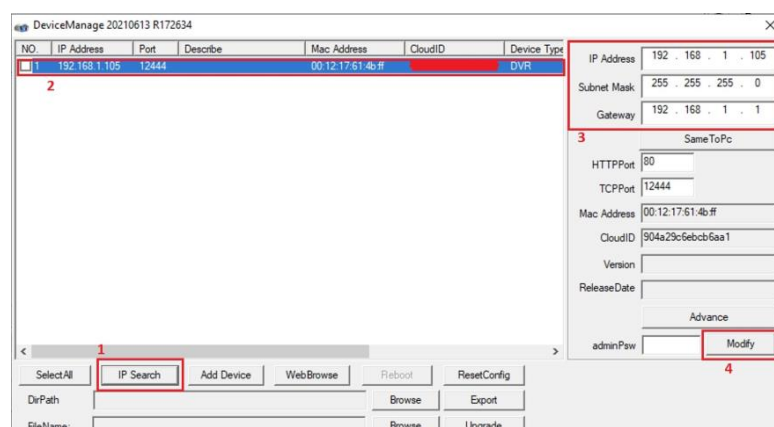 DeviceManage 20210613 R172634
NO. IP Address Port Describe Mac Address CloudID Device Type
1 192.168.1.105 12444 00:12:17:61:4b:ff DVR
2
IP Address 192 . 168 . 1 . 105
Subnet Mask 255 . 255 . 255 . 0
Gateway 192 . 168 . 1 . 1
3
SameToPc
HTTPPort 80
TCPPort 12444
Mac Address 00:12:17:61:4b:ff
CloudID 904a29c6ebcb6aa1
Version
ReleaseDate
Advance
adminPsw Modify
4
1
SelectAll IP Search Add Device WebBrowse Reboot ResetConfig
DirPath Browse Export
FileName: Browse Upgrade